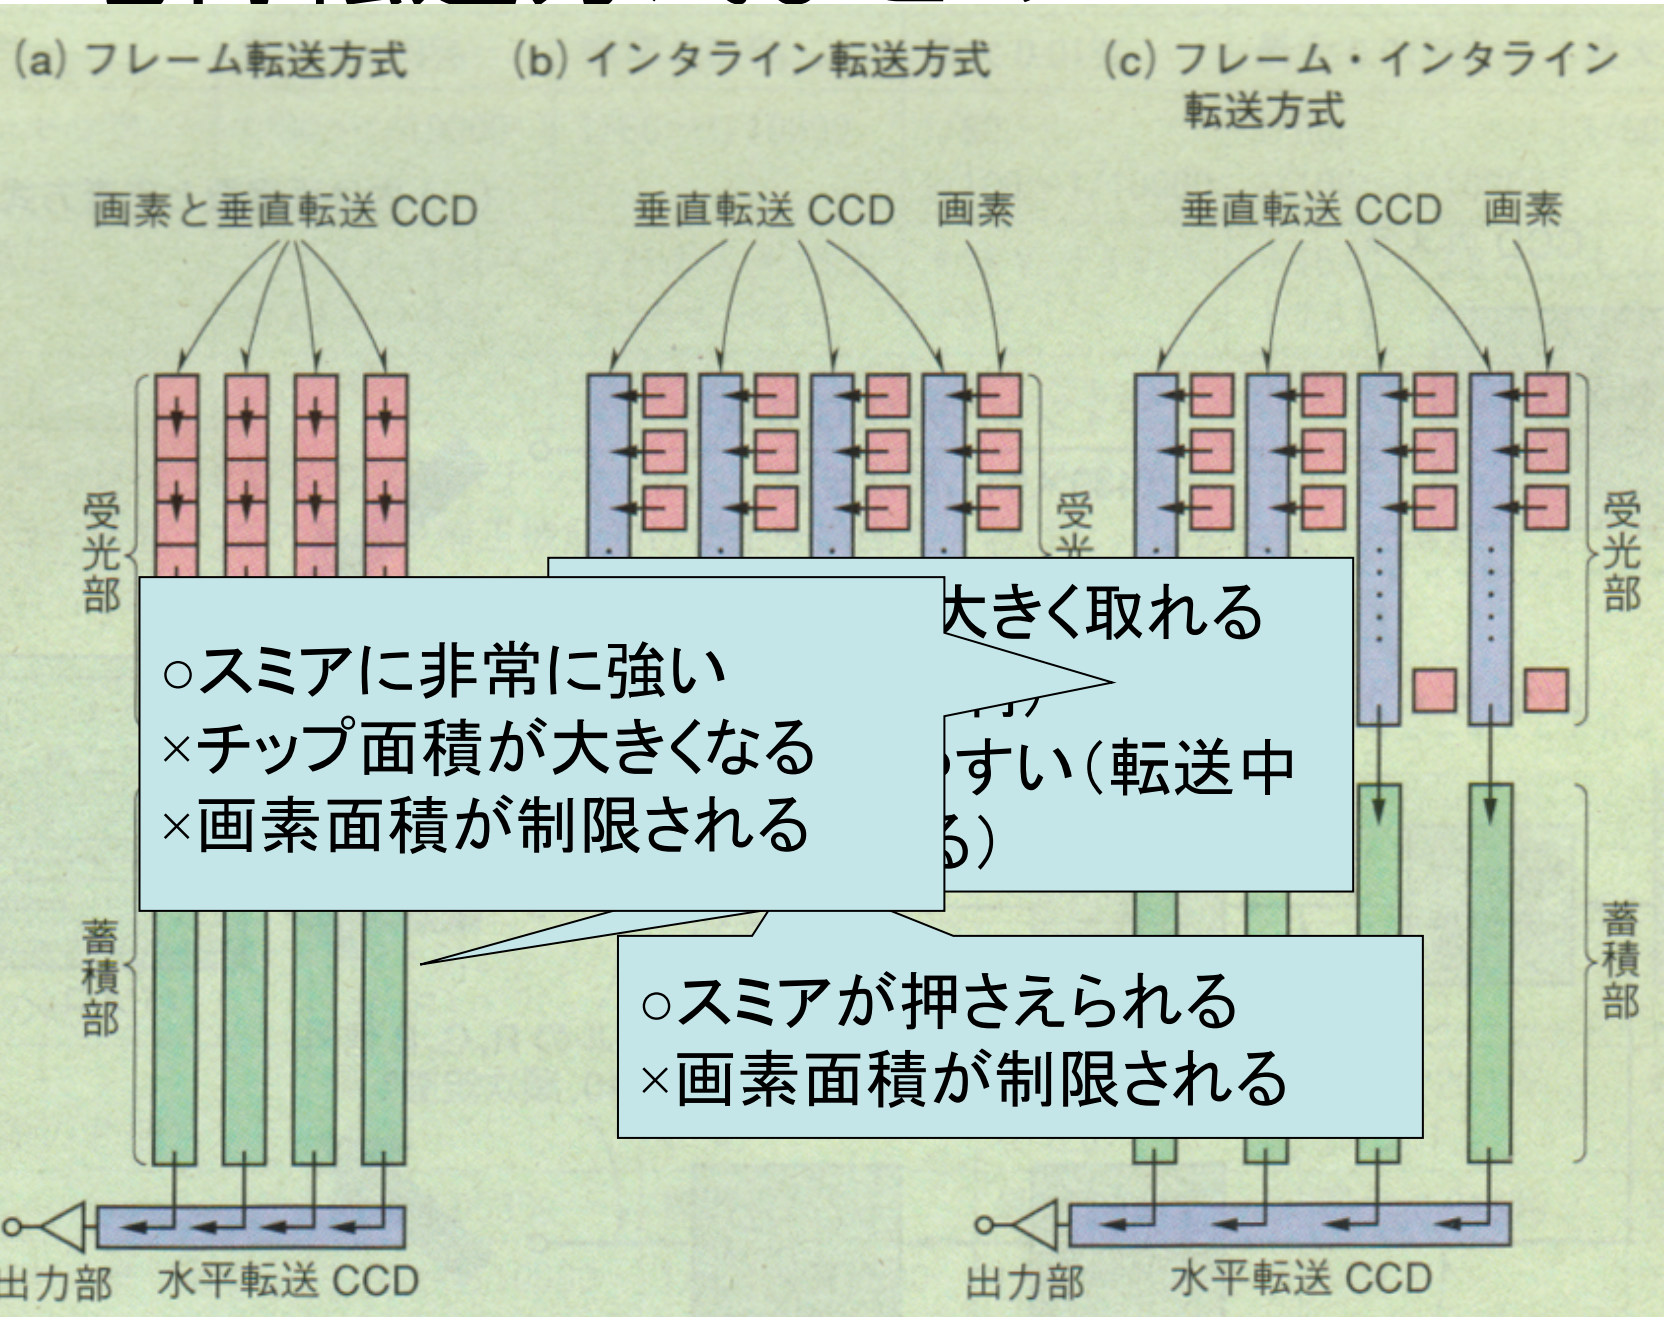 (a) フレーム転送方式
(b) インタライン転送方式
(c) フレーム・インタライン
転送方式
画素と垂直転送 CCD
垂直転送 CCD
画素
垂直転送 CCD
画素
受光部
受光
受光部
大きく取れる
すい（転送中
る）
○スミアに非常に強い
×チップ面積が大きくなる
×画素面積が制限される
蓄積部
蓄積部
○スミアが押さえられる
×画素面積が制限される
出力部
水平転送 CCD
出力部
水平転送 CCD